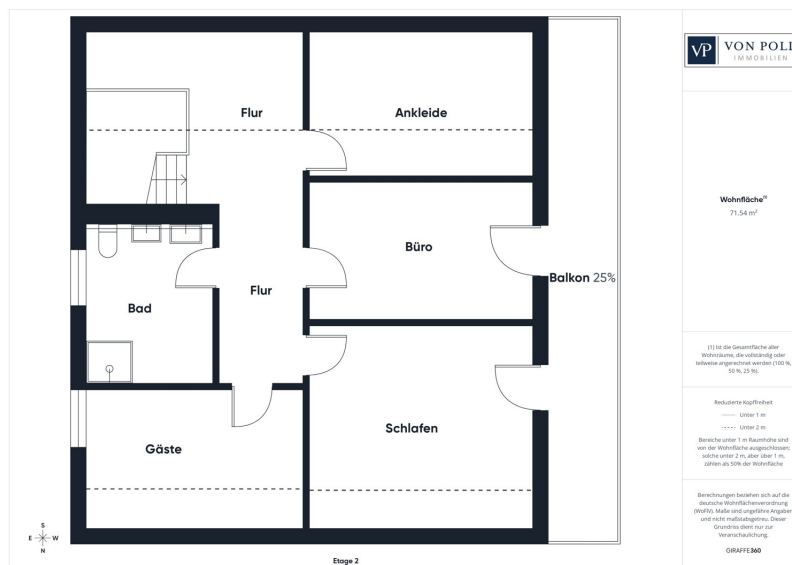 Flur
Ankleide
Büro
Balkon 25%
Bad
Flur
Gäste
Schlafen
S
E W
N
Etage 2
VP VON POLL
IMMOBILIEN
Wohnfläche⁽¹⁾
71.54 m²
(1) Ist die Gesamtfläche aller
Wohnräume, die vollständig oder
teilweise angerechnet werden (100 %,
50 %, 25 %).
Reduzierte Kopffreiheit
Unter 1 m
Unter 2 m
Bereiche unter 1 m Raumhöhe sind
von der Wohnfläche ausgeschlossen;
solche unter 2 m, aber über 1 m,
zählen als 50% der Wohnfläche
Berechnungen beziehen sich auf die
deutsche Wohnflächenverordnung
(WoFlV). Maße sind ungefähre Angaben
und nicht maßstabsgetreu. Dieser
Grundriss dient nur zur
Veranschaulichung.
GIRAFFE360